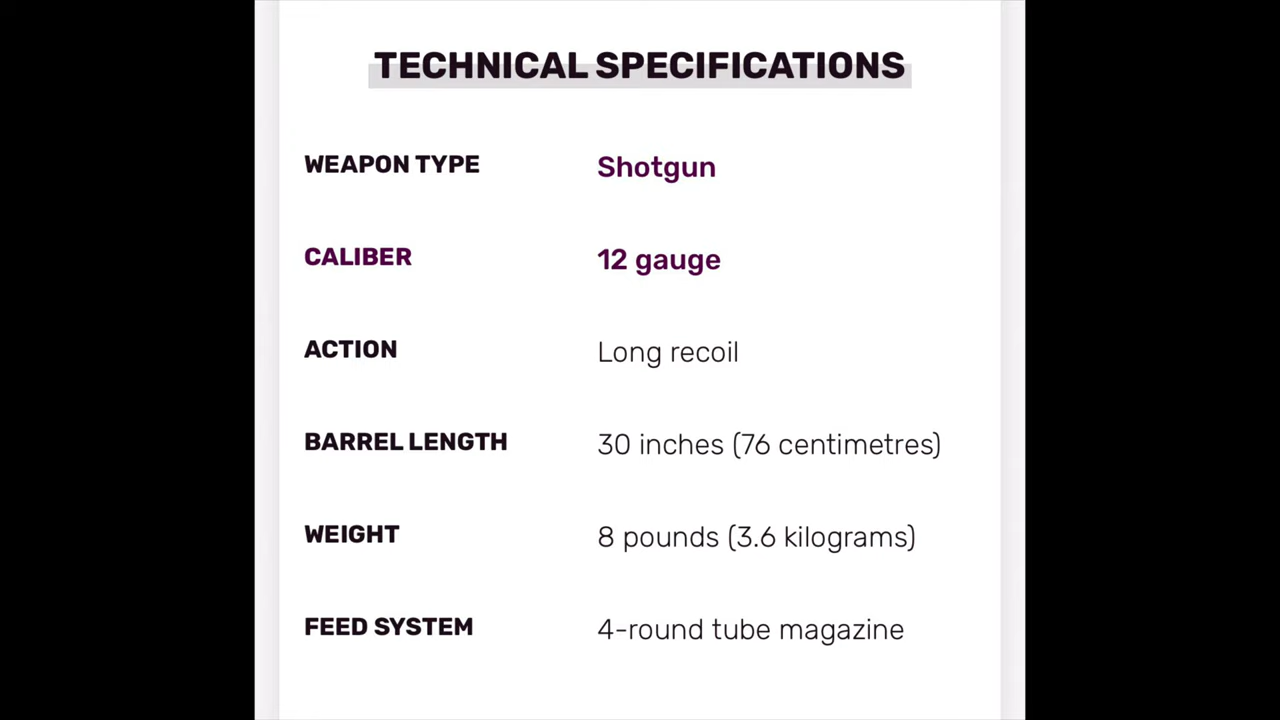 TECHNICAL SPECIFICATIONS
WEAPON TYPE Shotgun
CALIBER 12 gauge
ACTION Long recoil
BARREL LENGTH 30 inches (76 centimetres)
WEIGHT 8 pounds (3.6 kilograms)
FEED SYSTEM 4-round tube magazine